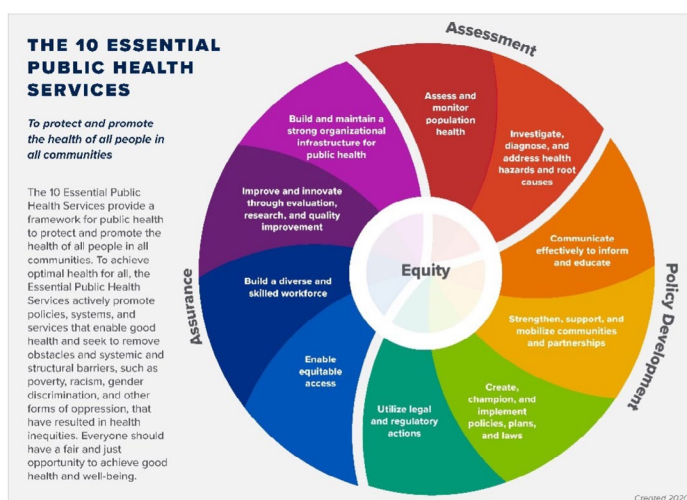 THE 10 ESSENTIAL
PUBLIC HEALTH
SERVICES
To protect and promote
the health of all people in
all communities
The 10 Essential Public
Health Services provide a
framework for public health
to protect and promote the
health of all people in all
communities. To achieve
optimal health for all, the
Essential Public Health
Services actively promote
policies, systems, and
services that enable good
health and seek to remove
obstacles and systemic and
structural barriers, such as
poverty, racism, gender
discrimination, and other
forms of oppression, that
have resulted in health
inequities. Everyone should
have a fair and just
opportunity to achieve good
health and well-being.
Assessment
Assess and
monitor
population
health
Investigate,
diagnose, and
address health
hazards and root
causes
Policy Development
Communicate
effectively to inform
and educate
Strengthen, support, and
mobilize communities
and partnerships
Create,
champion, and
implement
policies, plans,
and laws
Utilize legal
and regulatory
actions
Assurance
Enable
equitable
access
Build a diverse and
skilled workforce
Improve and innovate
through evaluation,
research, and quality
improvement
Build and maintain a
strong organizational
infrastructure for
public health
Equity
Created 2020